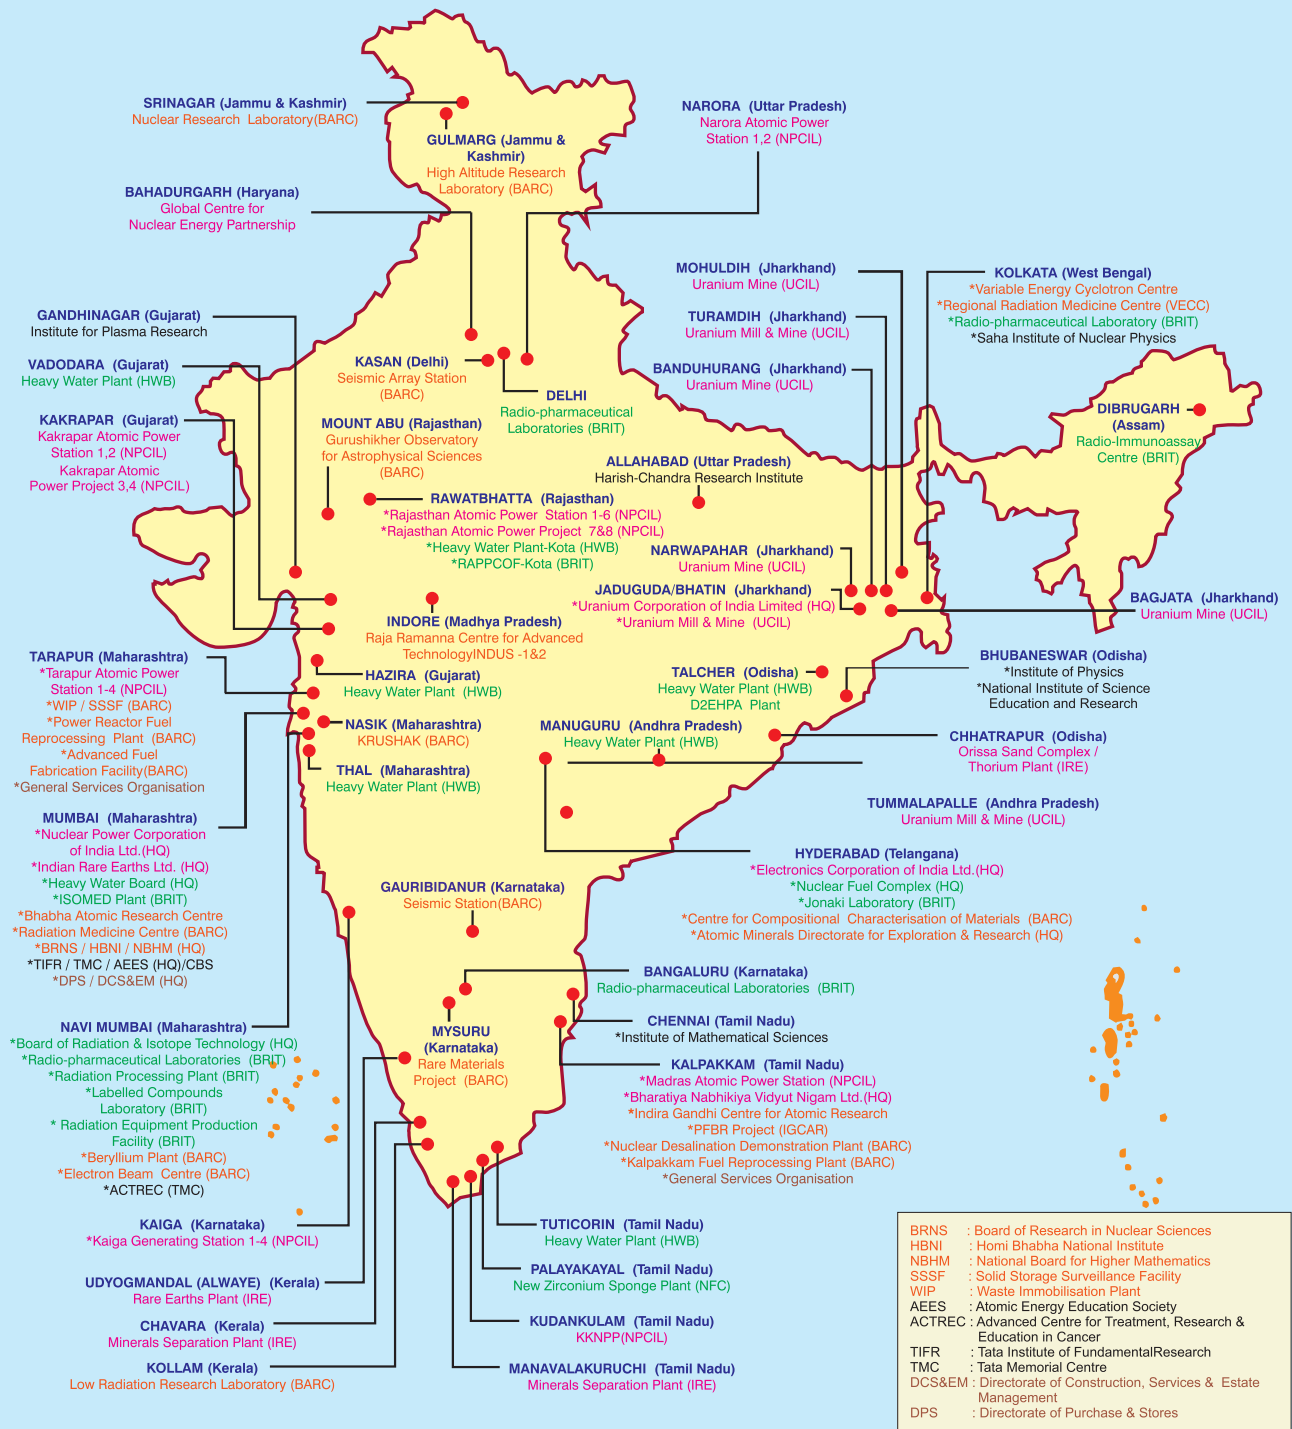 SRINAGAR (Jammu & Kashmir)
Nuclear Research Laboratory(BARC)
GULMARG (Jammu &
Kashmir)
High Altitude Research
Laboratory (BARC)
NARORA (Uttar Pradesh)
Narora Atomic Power
Station 1,2 (NPCIL)
BAHADURGARH (Haryana)
Global Centre for
Nuclear Energy Partnership
MOHULDIH (Jharkhand)
Uranium Mine (UCIL)
KOLKATA (West Bengal)
*Variable Energy Cyclotron Centre
*Regional Radiation Medicine Centre (VECC)
*Radio-pharmaceutical Laboratory (BRIT)
*Saha Institute of Nuclear Physics
GANDHINAGAR (Gujarat)
Institute for Plasma Research
TURAMDIH (Jharkhand)
Uranium Mill & Mine (UCIL)
VADODARA (Gujarat)
Heavy Water Plant (HWB)
KASAN (Delhi)
Seismic Array Station
(BARC)
BANDUHURANG (Jharkhand)
Uranium Mine (UCIL)
DELHI
Radio-pharmaceutical
Laboratories (BRIT)
DIBRUGARH
(Assam)
Radio-Immunoassay
Centre (BRIT)
KAKRAPAR (Gujarat)
Kakrapar Atomic Power
Station 1,2 (NPCIL)
Kakrapar Atomic
Power Project 3,4 (NPCIL)
MOUNT ABU (Rajasthan)
Gurushikher Observatory
for Astrophysical Sciences
(BARC)
ALLAHABAD (Uttar Pradesh)
Harish-Chandra Research Institute
RAWATBHATTA (Rajasthan)
*Rajasthan Atomic Power Station 1-6 (NPCIL)
*Rajasthan Atomic Power Project 7&8 (NPCIL)
*Heavy Water Plant-Kota (HWB)
*RAPPCOF-Kota (BRIT)
NARWAPAHAR (Jharkhand)
Uranium Mine (UCIL)
JADUGUDA/BHATIN (Jharkhand)
*Uranium Corporation of India Limited (HQ)
*Uranium Mill & Mine (UCIL)
BAGJATA (Jharkhand)
Uranium Mine (UCIL)
INDORE (Madhya Pradesh)
Raja Ramanna Centre for Advanced
TechnologyINDUS -1&2
TARAPUR (Maharashtra)
*Tarapur Atomic Power
Station 1-4 (NPCIL)
*WIP / SSSF (BARC)
*Power Reactor Fuel
Reprocessing Plant (BARC)
*Advanced Fuel
Fabrication Facility(BARC)
*General Services Organisation
HAZIRA (Gujarat)
Heavy Water Plant (HWB)
TALCHER (Odisha)
Heavy Water Plant (HWB)
D2EHPA Plant
BHUBANESWAR (Odisha)
*Institute of Physics
*National Institute of Science
Education and Research
NASIK (Maharashtra)
KRUSHAK (BARC)
MANUGURU (Andhra Pradesh)
Heavy Water Plant (HWB)
CHHATRAPUR (Odisha)
Orissa Sand Complex /
Thorium Plant (IRE)
THAL (Maharashtra)
Heavy Water Plant (HWB)
TUMMALAPALLE (Andhra Pradesh)
Uranium Mill & Mine (UCIL)
MUMBAI (Maharashtra)
*Nuclear Power Corporation
of India Ltd.(HQ)
*Indian Rare Earths Ltd. (HQ)
*Heavy Water Board (HQ)
*ISOMED Plant (BRIT)
*Bhabha Atomic Research Centre
*Radiation Medicine Centre (BARC)
*BRNS / HBNI / NBHM (HQ)
*TIFR / TMC / AEES (HQ)/CBS
*DPS / DCS&EM (HQ)
HYDERABAD (Telangana)
*Electronics Corporation of India Ltd.(HQ)
*Nuclear Fuel Complex (HQ)
*Jonaki Laboratory (BRIT)
*Centre for Compositional Characterisation of Materials (BARC)
*Atomic Minerals Directorate for Exploration & Research (HQ)
GAURIBIDANUR (Karnataka)
Seismic Station(BARC)
BANGALURU (Karnataka)
Radio-pharmaceutical Laboratories (BRIT)
NAVI MUMBAI (Maharashtra)
*Board of Radiation & Isotope Technology (HQ)
*Radio-pharmaceutical Laboratories (BRIT)
*Radiation Processing Plant (BRIT)
*Labelled Compounds
Laboratory (BRIT)
* Radiation Equipment Production
Facility (BRIT)
*Beryllium Plant (BARC)
*Electron Beam Centre (BARC)
*ACTREC (TMC)
MYSURU
(Karnataka)
Rare Materials
Project (BARC)
CHENNAI (Tamil Nadu)
*Institute of Mathematical Sciences
KALPAKKAM (Tamil Nadu)
*Madras Atomic Power Station (NPCIL)
*Bharatiya Nabhikiya Vidyut Nigam Ltd.(HQ)
*Indira Gandhi Centre for Atomic Research
*PFBR Project (IGCAR)
*Nuclear Desalination Demonstration Plant (BARC)
*Kalpakkam Fuel Reprocessing Plant (BARC)
*General Services Organisation
KAIGA (Karnataka)
*Kaiga Generating Station 1-4 (NPCIL)
TUTICORIN (Tamil Nadu)
Heavy Water Plant (HWB)
UDYOGMANDAL (ALWAYE) (Kerala)
Rare Earths Plant (IRE)
PALAYAKAYAL (Tamil Nadu)
New Zirconium Sponge Plant (NFC)
CHAVARA (Kerala)
Minerals Separation Plant (IRE)
KUDANKULAM (Tamil Nadu)
KKNPP(NPCIL)
KOLLAM (Kerala)
Low Radiation Research Laboratory (BARC)
MANAVALAKURUCHI (Tamil Nadu)
Minerals Separation Plant (IRE)
BRNS : Board of Research in Nuclear Sciences
HBNI : Homi Bhabha National Institute
NBHM : National Board for Higher Mathematics
SSSF : Solid Storage Surveillance Facility
WIP : Waste Immobilisation Plant
AEES : Atomic Energy Education Society
ACTREC : Advanced Centre for Treatment, Research &
Education in Cancer
TIFR : Tata Institute of FundamentalResearch
TMC : Tata Memorial Centre
DCS&EM : Directorate of Construction, Services & Estate
Management
DPS : Directorate of Purchase & Stores